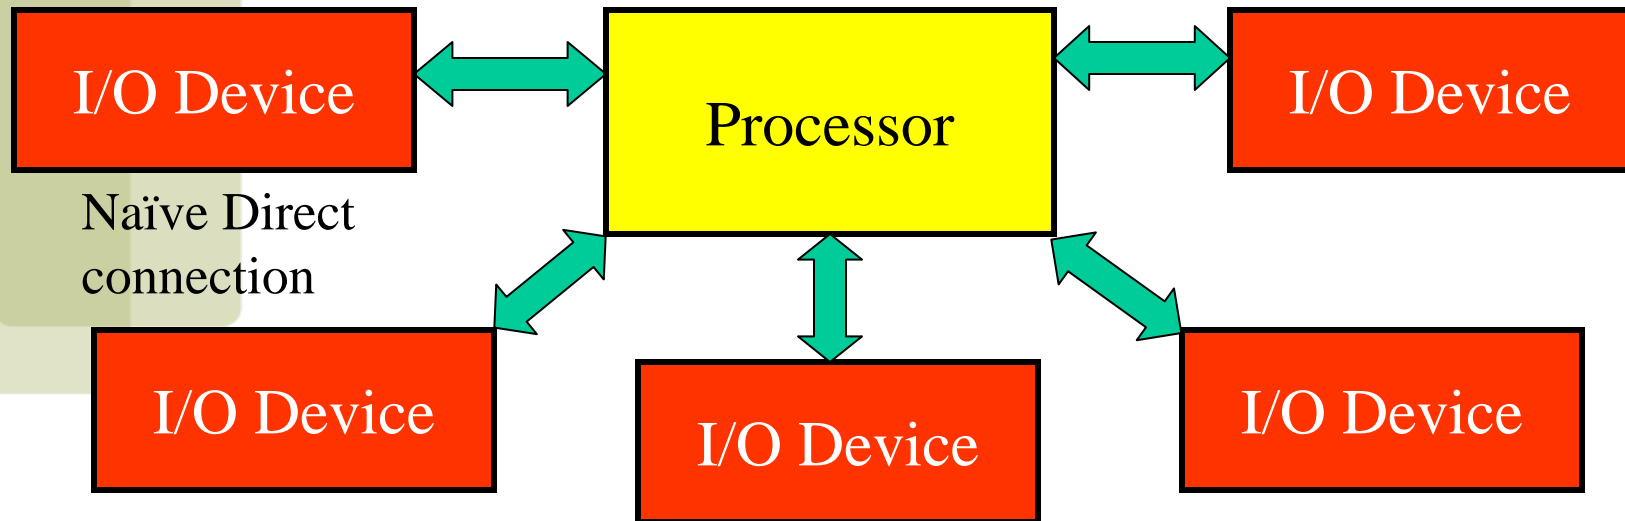 I/O Device
Processor
I/O Device
Naïve Direct
connection
I/O Device
I/O Device
I/O Device